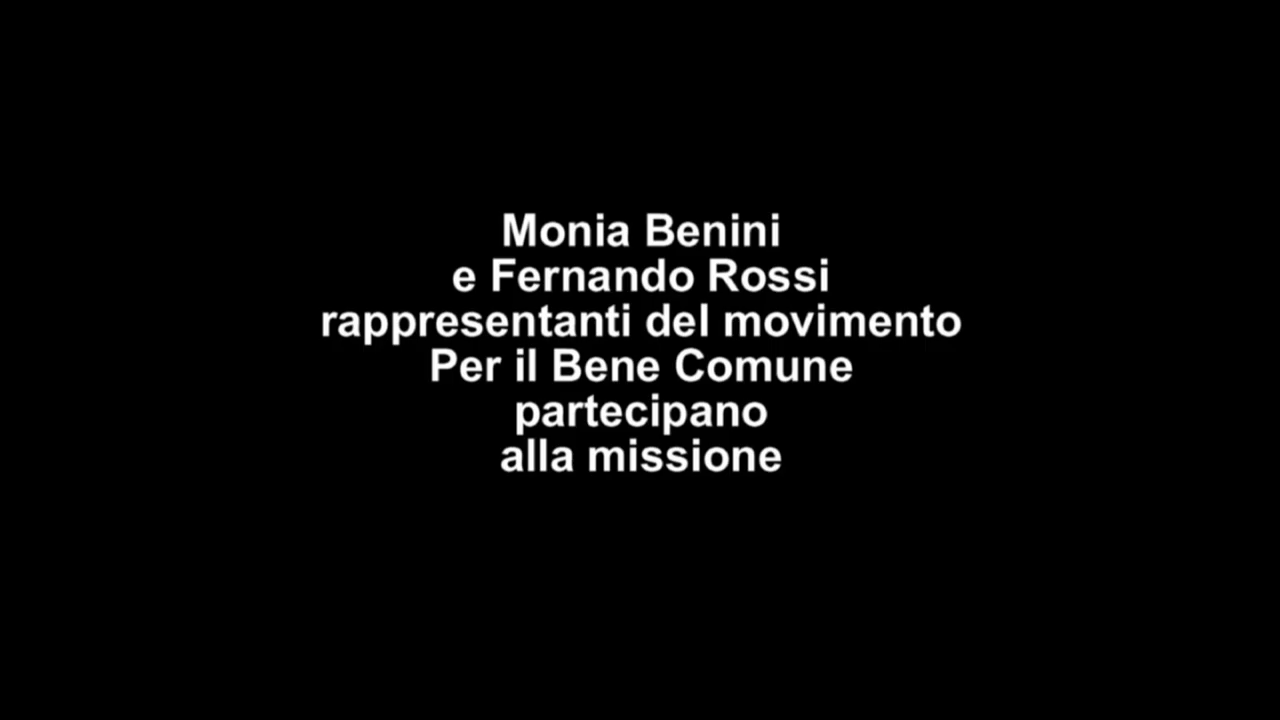 Monia Benini
e Fernando Rossi
rappresentanti del movimento
Per il Bene Comune
partecipano
alla missione